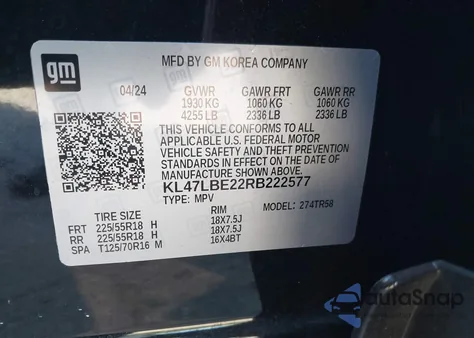 gm
MFD BY GM KOREA COMPANY
04/24 GVWR GAWR FRT GAWR RR
1930 KG 1060 KG 1060 KG
4255 LB 2336 LB 2336 LB
THIS VEHICLE CONFORMS TO ALL
APPLICABLE U.S. FEDERAL MOTOR
VEHICLE SAFETY AND THEFT PREVENTION
STANDARDS IN EFFECT ON THE DATE OF
MANUFACTURE SHOWN ABOVE.
KL47LBE22RB222577
TYPE: MPV MODEL: 274TR58
TIRE SIZE RIM
FRT 225/55R18 H 18X7.5J
RR 225/55R18 H 18X7.5J
SPA T125/70R16 M 16X4BT
autoSnap